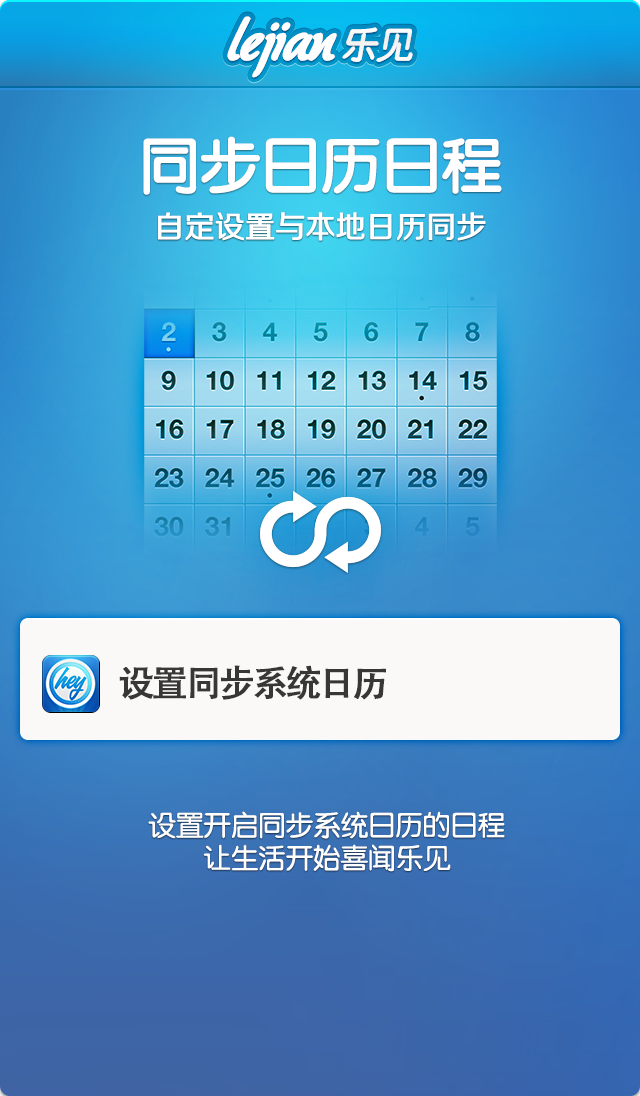 lejian 乐见
同步日历日程
自定设置与本地日历同步
2 3 4 5 6 7 8
9 10 11 12 13 14 15
16 17 18 19 20 21 22
23 24 25 26 27 28 29
30 31 4 5
hey 设置同步系统日历
设置开启同步系统日历的日程
让生活开始喜闻乐见